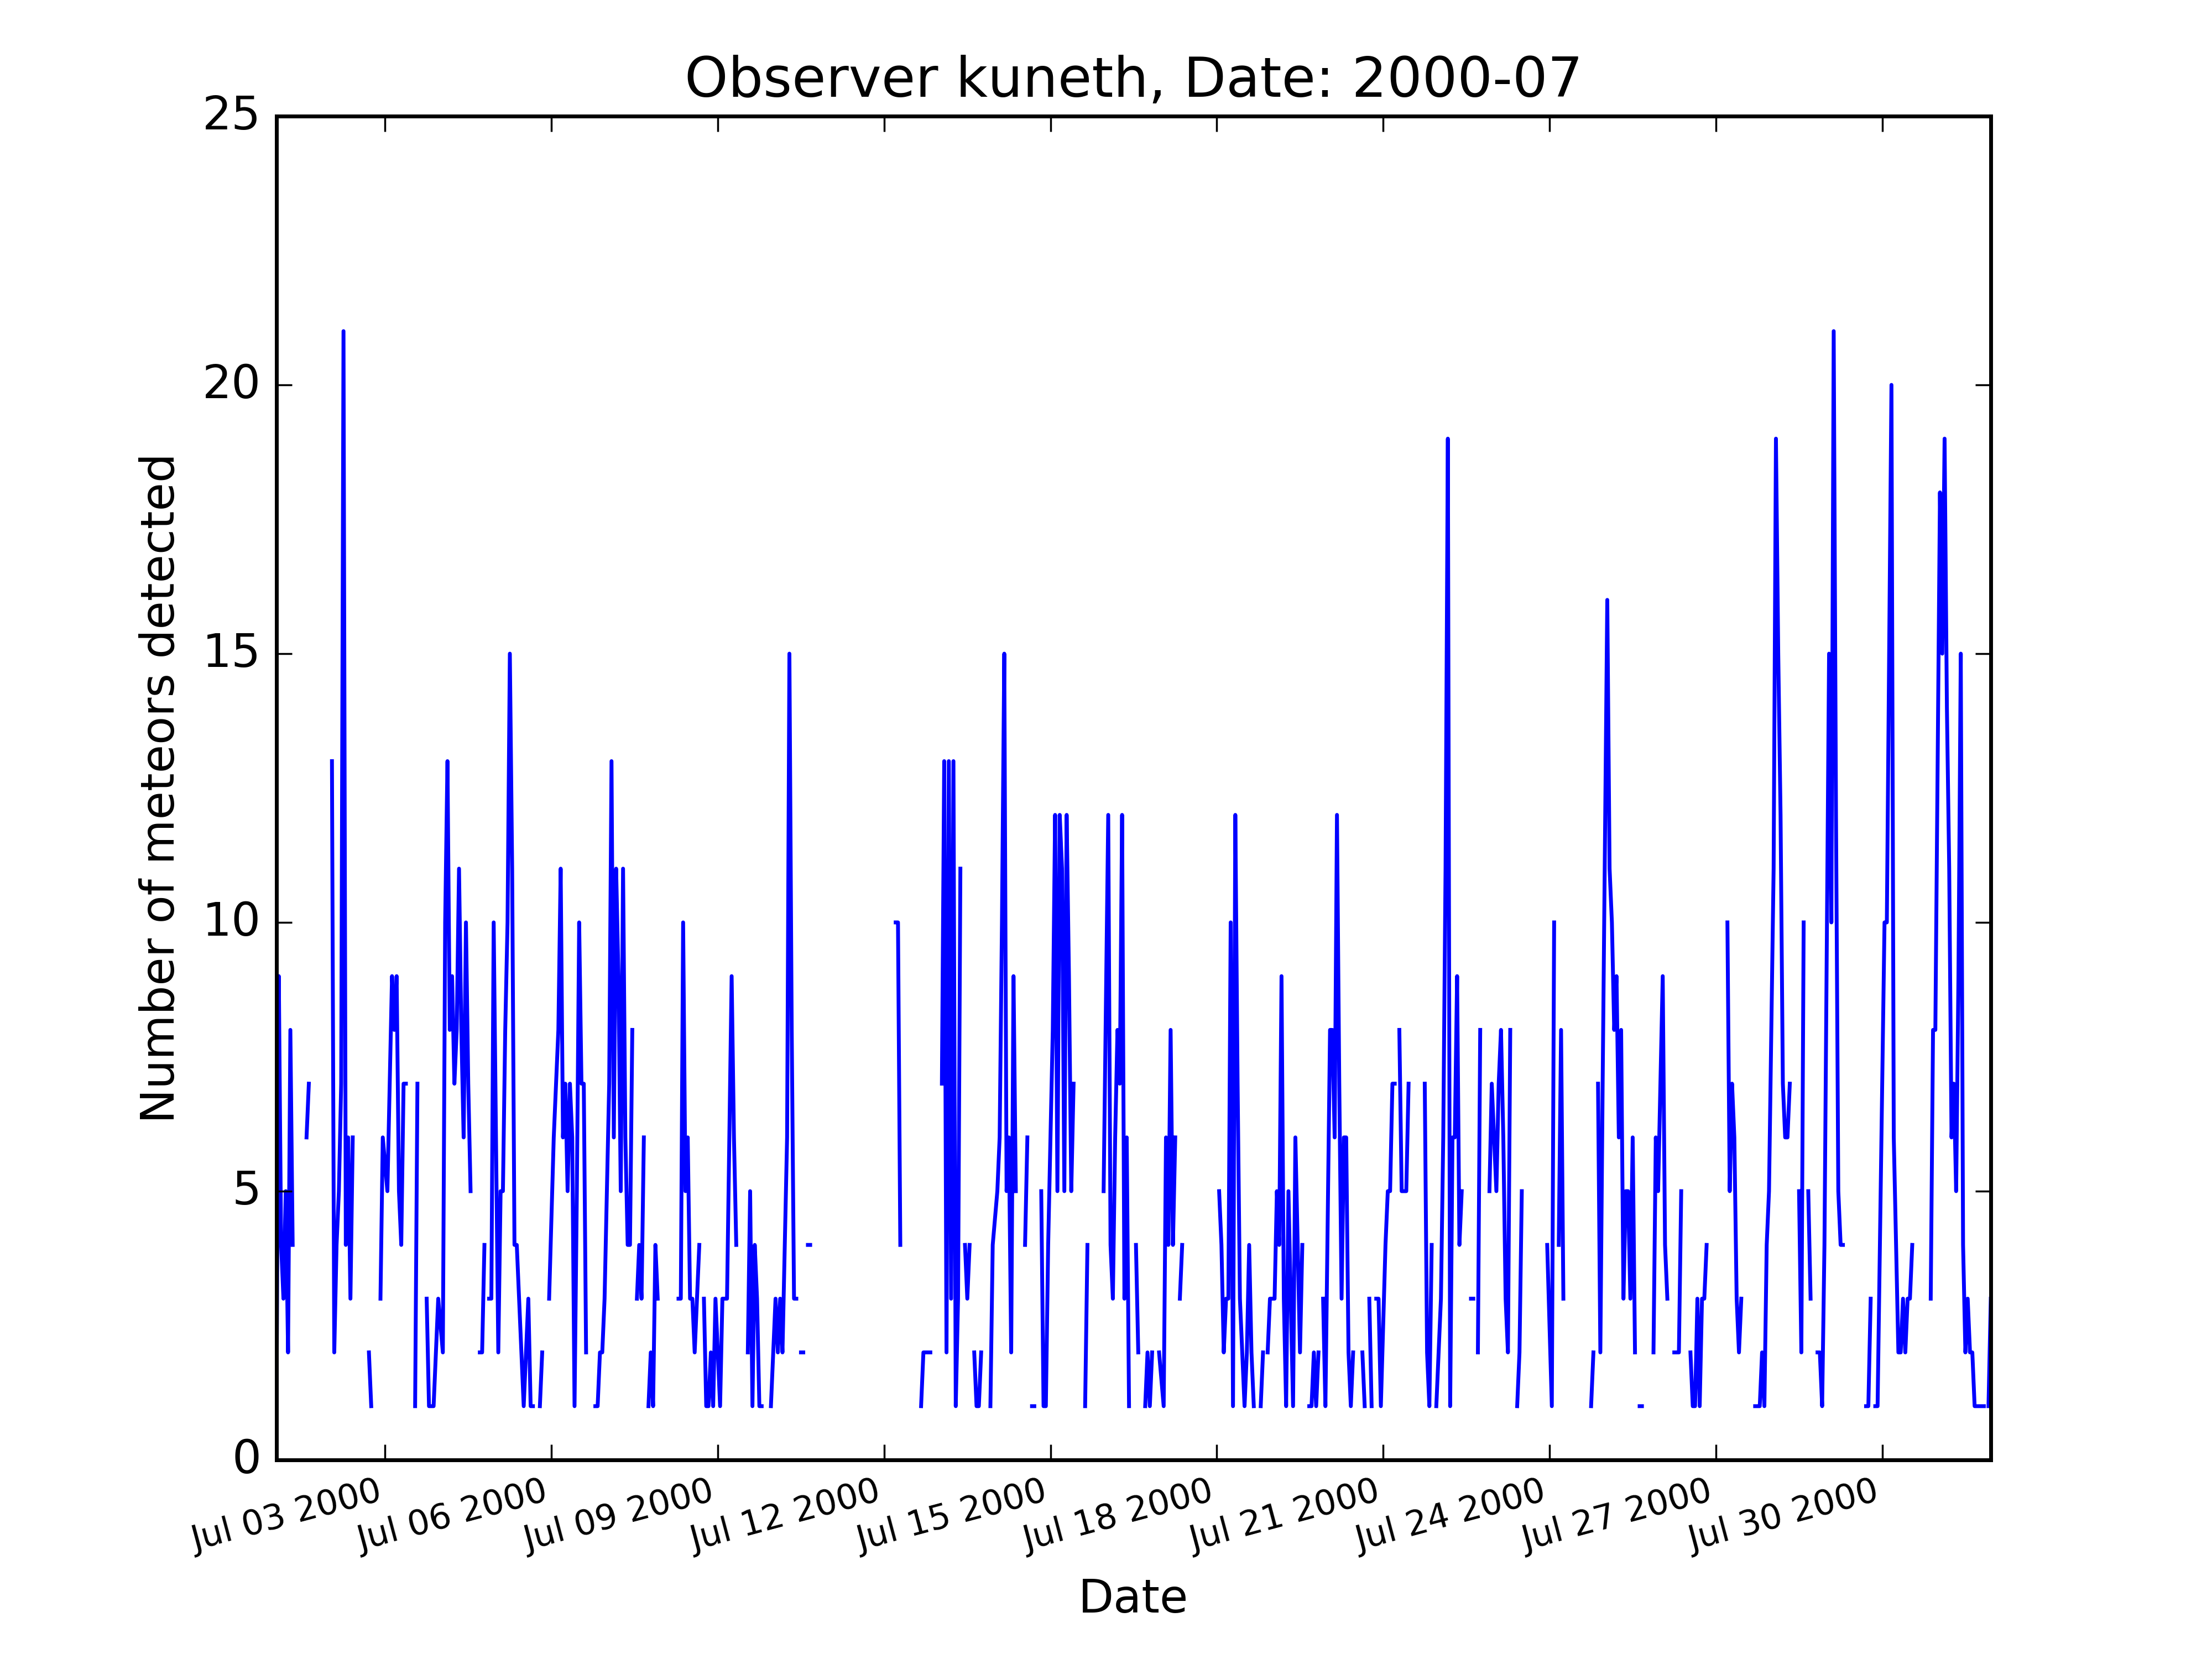 Observer kuneth, Date: 2000-07
25
20
15
10
5
0
Number of meteors detected
Jul 03 2000
Jul 06 2000
Jul 09 2000
Jul 12 2000
Jul 15 2000
Jul 18 2000
Jul 21 2000
Jul 24 2000
Jul 27 2000
Jul 30 2000
Date